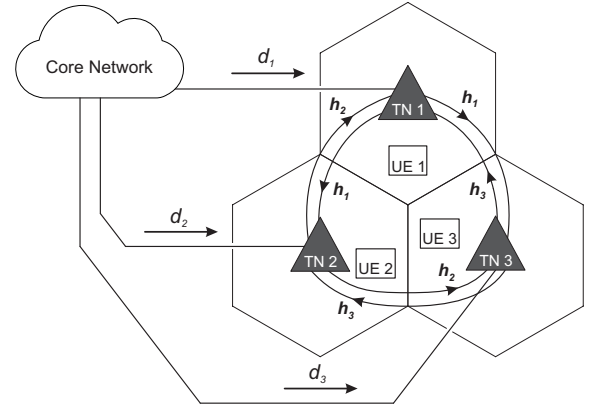 Core Network
d1
h2
TN 1
h1
UE 1
h1
h3
d2
UE 3
TN 2
UE 2
h2
TN 3
h3
d3